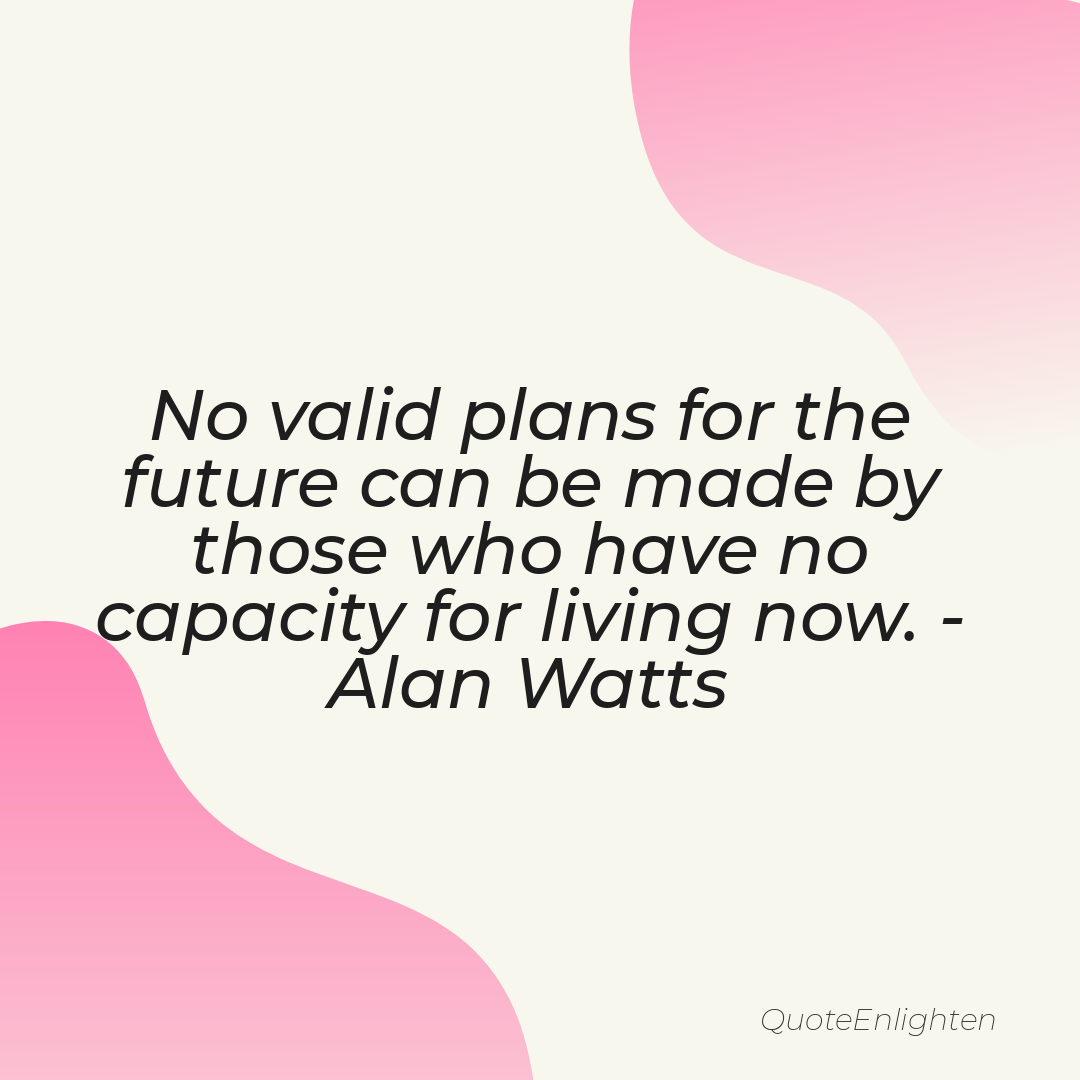 No valid plans for the
future can be made by
those who have no
capacity for living now. -
Alan Watts
QuoteEnlighten